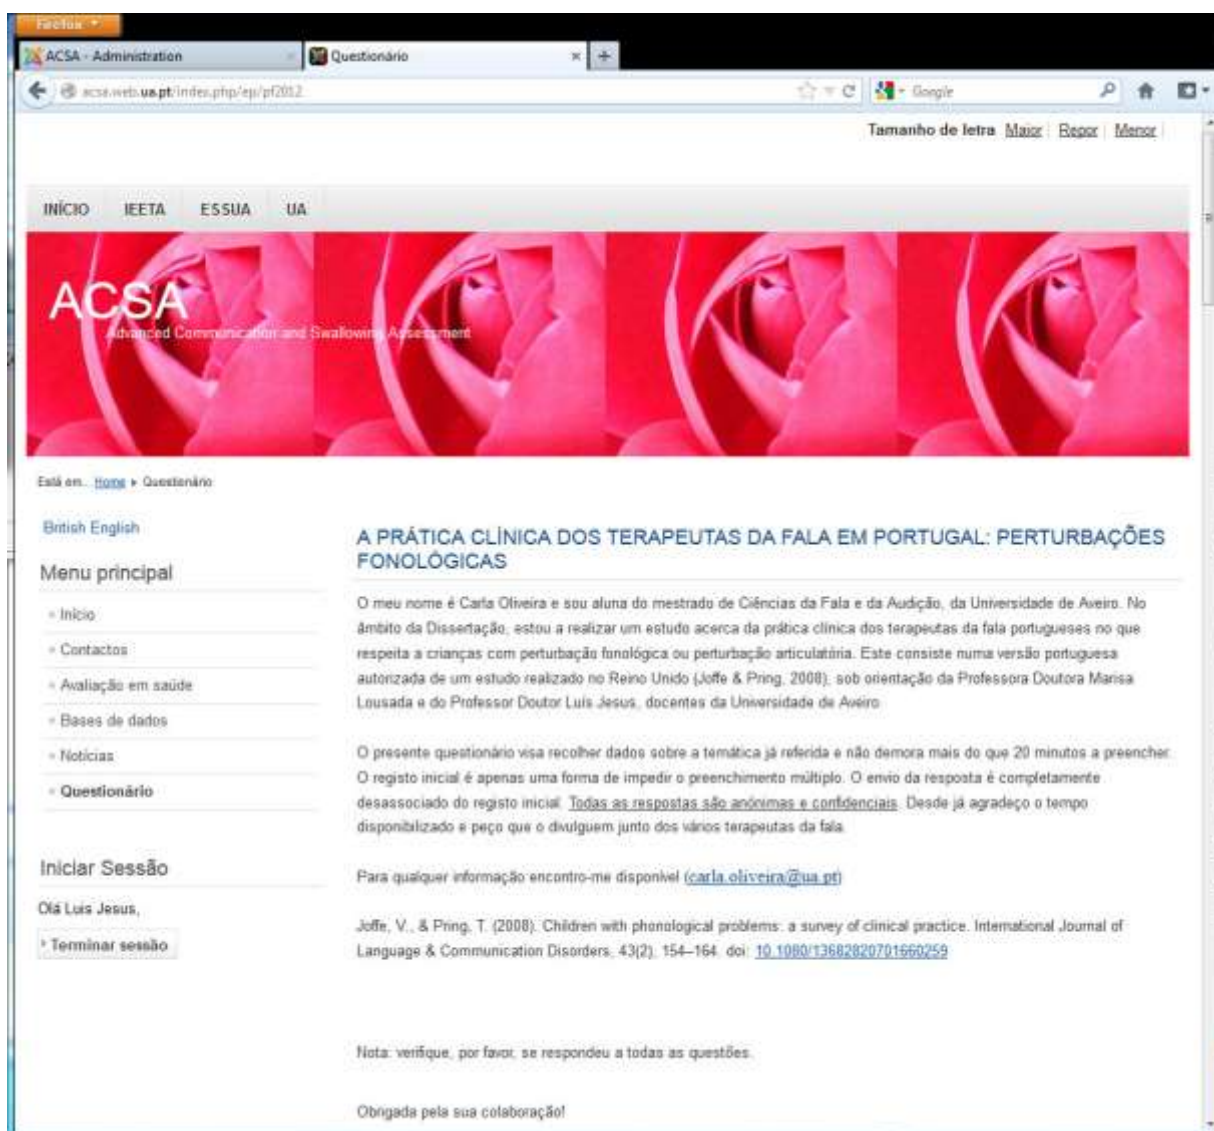 Firefox
ACSA - Administration
Questionário
acsa.web.ua.pt/index.php/ep/pf2012
Google
Tamanho de letra Maior Repor Menor
INÍCIO IEETA ESSUA UA
ACSA
Advanced Communication and Swallowing Assessment
Está em... Home Questionário
British English
Menu principal
Início
Contactos
Avaliação em saúde
Bases de dados
Notícias
Questionário
Iniciar Sessão
Olá Luis Jesus,
Terminar sessão
A PRÁTICA CLÍNICA DOS TERAPEUTAS DA FALA EM PORTUGAL: PERTURBAÇÕES
FONOLÓGICAS
O meu nome é Carla Oliveira e sou aluna do mestrado de Ciências da Fala e da Audição, da Universidade de Aveiro. No
âmbito da Dissertação, estou a realizar um estudo acerca da prática clínica dos terapeutas da fala portugueses no que
respeita a crianças com perturbação fonológica ou perturbação articulatória. Este consiste numa versão portuguesa
autorizada de um estudo realizado no Reino Unido (Joffe & Pring, 2008), sob orientação da Professora Doutora Marisa
Lousada e do Professor Doutor Luís Jesus, docentes da Universidade de Aveiro
O presente questionário visa recolher dados sobre a temática já referida e não demora mais do que 20 minutos a preencher.
O registo inicial é apenas uma forma de impedir o preenchimento múltiplo. O envio da resposta é completamente
desassociado do registo inicial. Todas as respostas são anónimas e confidenciais. Desde já agradeço o tempo
disponibilizado e peço que o divulguem junto dos vários terapeutas da fala.
Para qualquer informação encontro-me disponível (carla.oliveira@ua.pt)
Joffe, V., & Pring, T. (2008). Children with phonological problems: a survey of clinical practice. International Journal of
Language & Communication Disorders, 43(2), 154–164. doi: 10.1080/13682820701660259
Nota: verifique, por favor, se respondeu a todas as questões.
Obrigada pela sua colaboração!